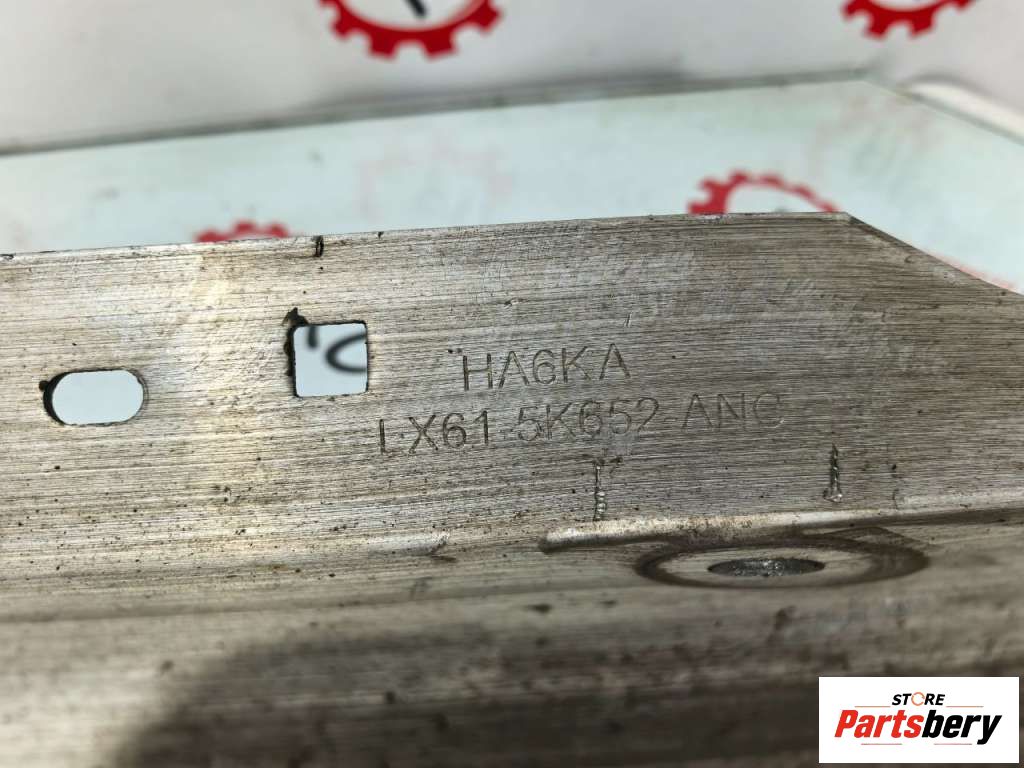 HA6KA
LX61 5K652 ANC
STORE
Partsbery